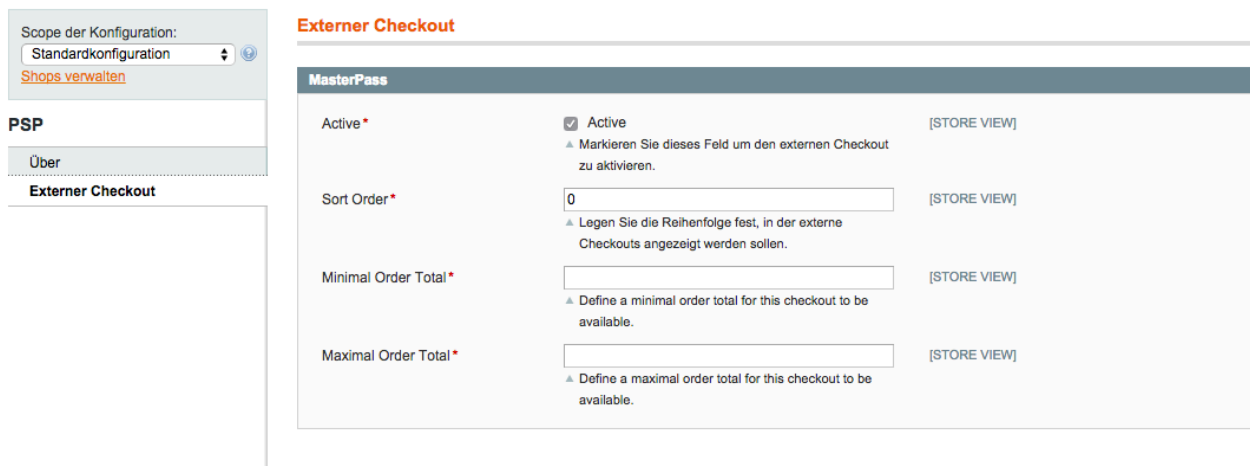 Scope der Konfiguration:
Standardkonfiguration
Shops verwalten
PSP
Über
Externer Checkout
Externer Checkout
MasterPass
Active* Active [STORE VIEW]
Markieren Sie dieses Feld um den externen Checkout
zu aktivieren.
Sort Order* 0 [STORE VIEW]
Legen Sie die Reihenfolge fest, in der externe
Checkouts angezeigt werden sollen.
Minimal Order Total* [STORE VIEW]
Define a minimal order total for this checkout to be
available.
Maximal Order Total* [STORE VIEW]
Define a maximal order total for this checkout to be
available.